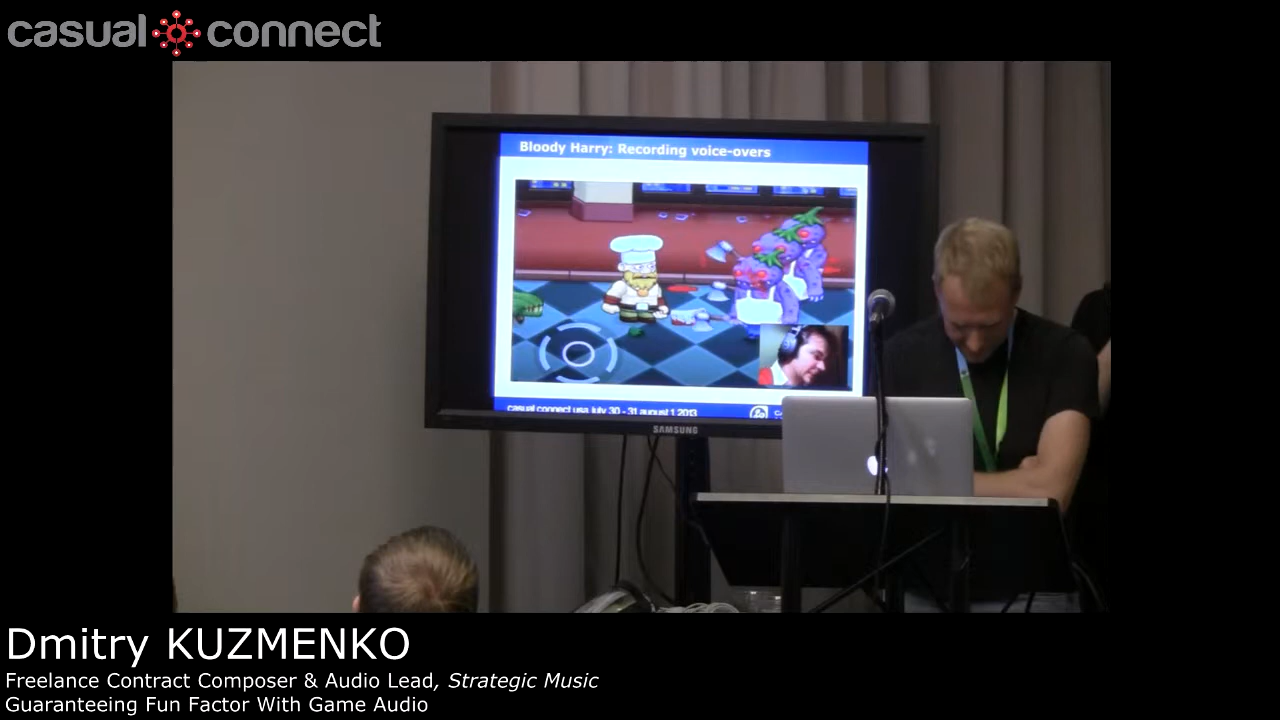 casual connect
Bloody Harry: Recording voice-overs
casual connect usa july 30 - 31 august 1 2013
SAMSUNG
Dmitry KUZMENKO
Freelance Contract Composer & Audio Lead, Strategic Music
Guaranteeing Fun Factor With Game Audio